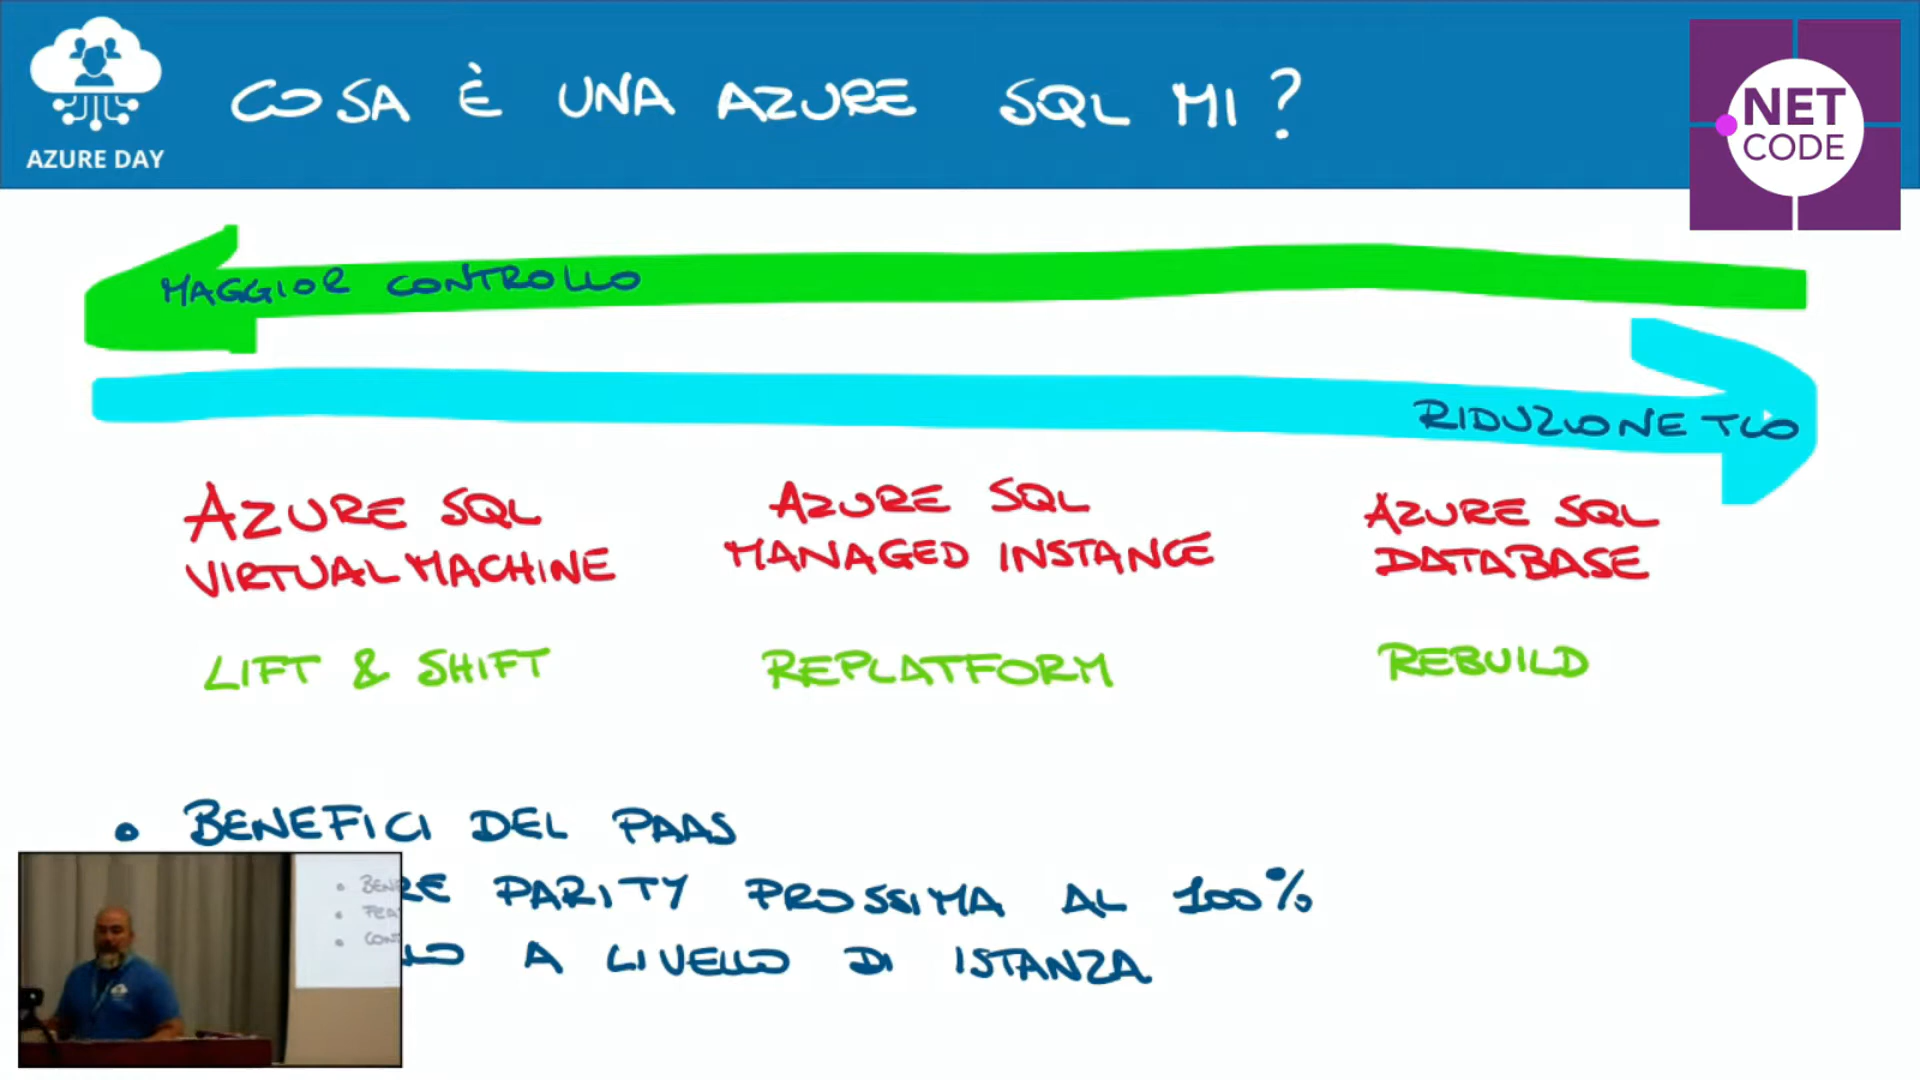 COSA È UNA AZURE SQL MI?
AZURE DAY
NET
CODE
MAGGIOR CONTROLLO
RIDUZIONE TCO
AZURE SQL
VIRTUAL MACHINE
AZURE SQL
MANAGED INSTANCE
AZURE SQL
DATABASE
LIFT & SHIFT
REPLATFORM
REBUILD
• BENEFICI DEL PAAS
PARITY PROSSIMA AL 100%
A LIVELLO DI ISTANZA